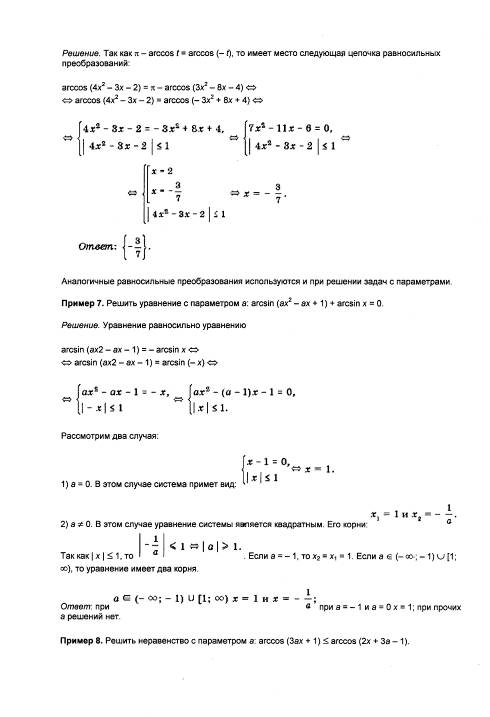 Решение. Так как π – arccos t = arccos (– t), то имеет место следующая цепочка равносильных
преобразований:
arccos (4x² – 3x – 2) = π – arccos (3x² – 8x – 4) ⇔
⇔ arccos (4x² – 3x – 2) = arccos (– 3x² + 8x + 4) ⇔
⇔ { 4x² – 3x – 2 = – 3x² + 8x + 4, ⇔ { 7x² – 11x – 6 = 0, ⇔
| 4x² – 3x – 2 | ≤ 1 | 4x² – 3x – 2 | ≤ 1
x = 2
⇔ { [ x = – 3/7 ⇔ x = – 3/7.
| 4x² – 3x – 2 | ≤ 1
Ответ: {– 3/7}.
Аналогичные равносильные преобразования используются и при решении задач с параметрами.
Пример 7. Решить уравнение с параметром a: arcsin (ax² – ax + 1) + arcsin x = 0.
Решение. Уравнение равносильно уравнению
arcsin (ax2 – ax – 1) = – arcsin x ⇔
⇔ arcsin (ax2 – ax – 1) = arcsin (– x) ⇔
⇔ { ax² – ax – 1 = – x, ⇔ { ax² – (a – 1)x – 1 = 0,
| – x | ≤ 1 | x | ≤ 1.
Рассмотрим два случая:
1) a = 0. В этом случае система примет вид: { x – 1 = 0, | x | ≤ 1 ⇔ x = 1.
2) a ≠ 0. В этом случае уравнение системы является квадратным. Его корни: x₁ = 1 и x₂ = – 1/a.
Так как | x | ≤ 1, то | – 1/a | ⩽ 1 ⇔ | a | ⩾ 1. . Если a = – 1, то x₂ = x₁ = 1. Если a ∈ (– ∞; – 1) ∪ [1;
∞), то уравнение имеет два корня.
Ответ: при a ∈ (– ∞; – 1) ∪ [1; ∞) x = 1 и x = – 1/a; при a = – 1 и a = 0 x = 1; при прочих
a решений нет.
Пример 8. Решить неравенство с параметром a: arccos (3ax + 1) ≤ arccos (2x + 3a – 1).